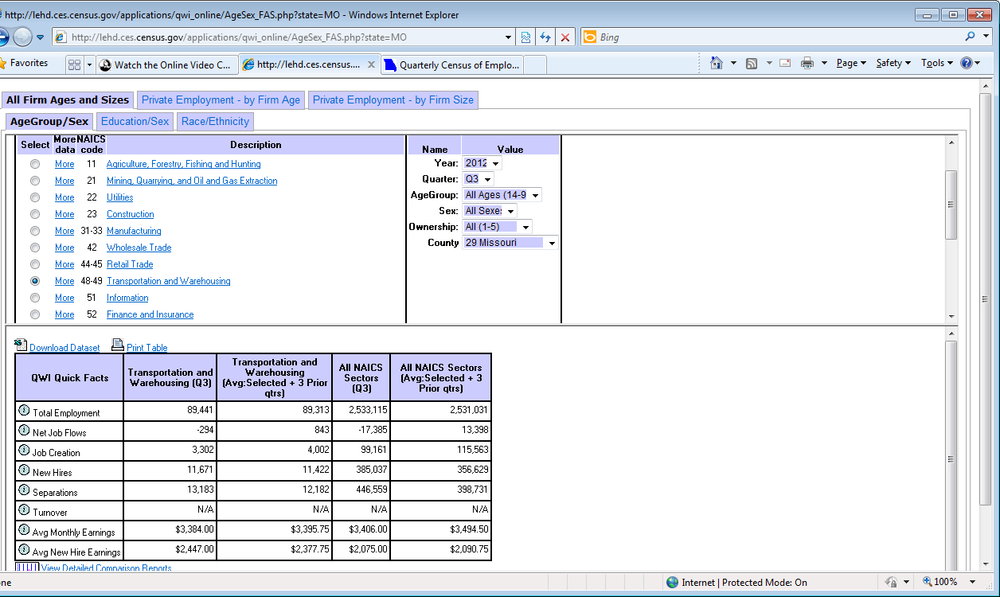 http://lehd.ces.census.gov/applications/qwi_online/AgeSex_FAS.php?state=MO - Windows Internet Explorer
http://lehd.ces.census.gov/applications/qwi_online/AgeSex_FAS.php?state=MO
Bing
Favorites
Watch the Online Video C...
http://lehd.ces.census....
Quarterly Census of Emplo...
Page
Safety
Tools
All Firm Ages and Sizes
Private Employment - by Firm Age
Private Employment - by Firm Size
AgeGroup/Sex
Education/Sex
Race/Ethnicity
Select More data NAICS code Description
More 11 Agriculture, Forestry, Fishing and Hunting
More 21 Mining, Quarrying, and Oil and Gas Extraction
More 22 Utilities
More 23 Construction
More 31-33 Manufacturing
More 42 Wholesale Trade
More 44-45 Retail Trade
More 48-49 Transportation and Warehousing
More 51 Information
More 52 Finance and Insurance
Name Value
Year: 2012
Quarter: Q3
AgeGroup: All Ages (14-9
Sex: All Sexe:
Ownership: All (1-5)
County 29 Missouri
Download Dataset Print Table
QWI Quick Facts
Transportation and
Warehousing (Q3)
Transportation and
Warehousing
(Avg:Selected + 3 Prior
qtrs)
All NAICS
Sectors
(Q3)
All NAICS Sectors
(Avg:Selected + 3
Prior qtrs)
Total Employment 89,441 89,313 2,533,115 2,531,031
Net Job Flows -294 843 -17,385 13,398
Job Creation 3,302 4,002 99,161 115,563
New Hires 11,671 11,422 385,037 356,629
Separations 13,183 12,182 446,559 398,731
Turnover N/A N/A N/A N/A
Avg Monthly Earnings $3,384.00 $3,395.75 $3,406.00 $3,494.50
Avg New Hire Earnings $2,447.00 $2,377.75 $2,075.00 $2,090.75
View Detailed Comparison Reports
ne
Internet | Protected Mode: On
100%